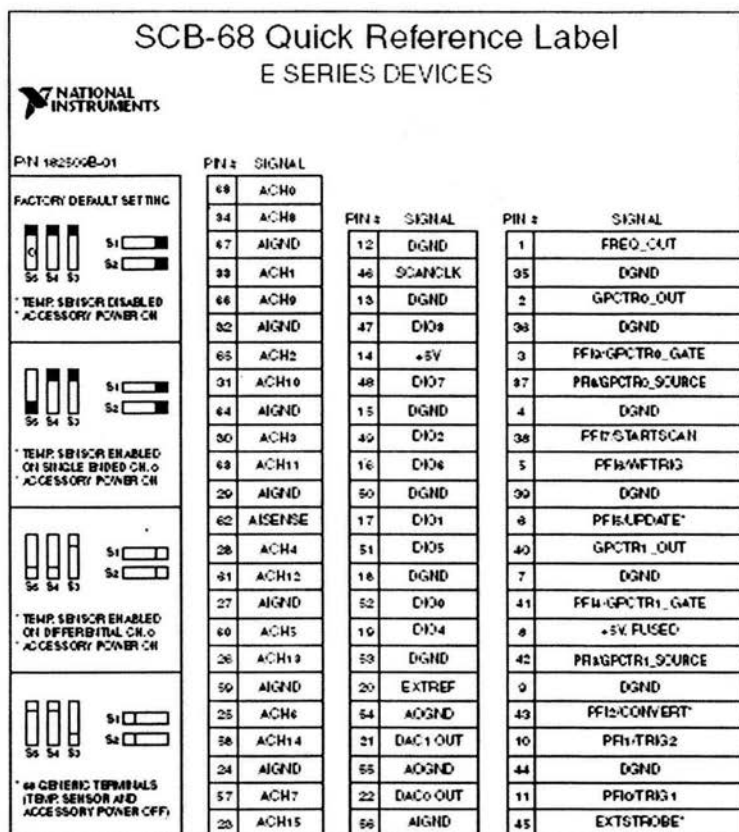 SCB-68 Quick Reference Label
E SERIES DEVICES
NATIONAL
INSTRUMENTS
P/N 182509B-01
FACTORY DEFAULT SETTING
S5 S4 S3
S1
S2
* TEMP. SENSOR DISABLED
* ACCESSORY POWER ON
S5 S4 S3
S1
S2
* TEMP. SENSOR ENABLED
ON SINGLE ENDED CH. 0
* ACCESSORY POWER ON
S5 S4 S3
S1
S2
* TEMP. SENSOR ENABLED
ON DIFFERENTIAL CH. 0
* ACCESSORY POWER ON
S5 S4 S3
S1
S2
* 68 GENERIC TERMINALS
(TEMP. SENSOR AND
ACCESSORY POWER OFF)
PIN # SIGNAL
68 ACH0
34 ACH8
67 AIGND
33 ACH1
66 ACH9
32 AIGND
65 ACH2
31 ACH10
64 AIGND
30 ACH3
63 ACH11
29 AIGND
62 AISENSE
28 ACH4
61 ACH12
27 AIGND
60 ACH5
26 ACH13
59 AIGND
25 ACH6
58 ACH14
24 AIGND
57 ACH7
23 ACH15
PIN # SIGNAL
12 DGND
46 SCANCLK
13 DGND
47 DIO3
14 +5V
48 DIO7
15 DGND
49 DIO2
16 DIO6
50 DGND
17 DIO1
51 DIO5
18 DGND
52 DIO0
19 DIO4
53 DGND
20 EXTREF
54 AOGND
21 DAC1 OUT
55 AOGND
22 DAC0 OUT
56 AIGND
PIN # SIGNAL
1 FREQ_OUT
35 DGND
2 GPCTR0_OUT
36 DGND
3 PFI9/GPCTR0_GATE
37 PFI8/GPCTR0_SOURCE
4 DGND
38 PFI7/STARTSCAN
5 PFI6/WFTRIG
39 DGND
6 PFI5/UPDATE*
40 GPCTR1_OUT
7 DGND
41 PFI4/GPCTR1_GATE
8 +5V, FUSED
42 PFI3/GPCTR1_SOURCE
9 DGND
43 PFI2/CONVERT*
10 PFI1/TRIG2
44 DGND
11 PFI0/TRIG1
45 EXTSTROBE*